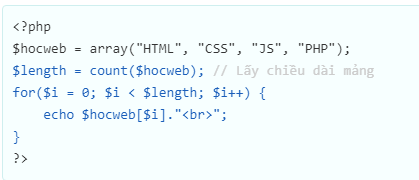 <?php
$hocweb = array("HTML", "CSS", "JS", "PHP");
$length = count($hocweb); // Lấy chiều dài mảng
for($i = 0; $i < $length; $i++) {
    echo $hocweb[$i]."<br>";
}
?>